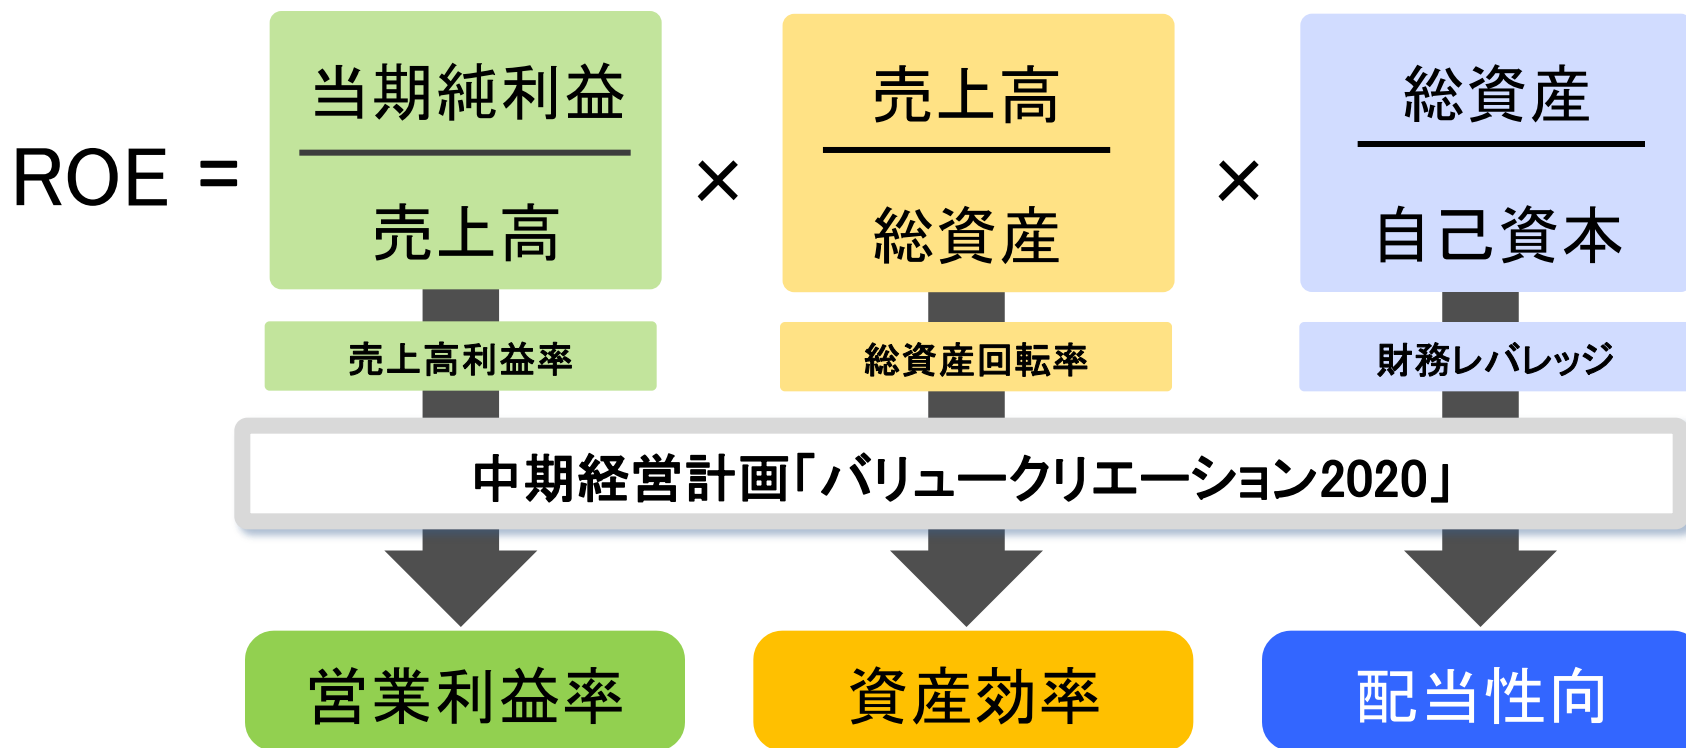 ROE = 当期純利益 × 売上高 × 総資産
売上高 総資産 自己資本
売上高利益率 総資産回転率 財務レバレッジ
中期経営計画「バリュークリエーション2020」
営業利益率 資産効率 配当性向